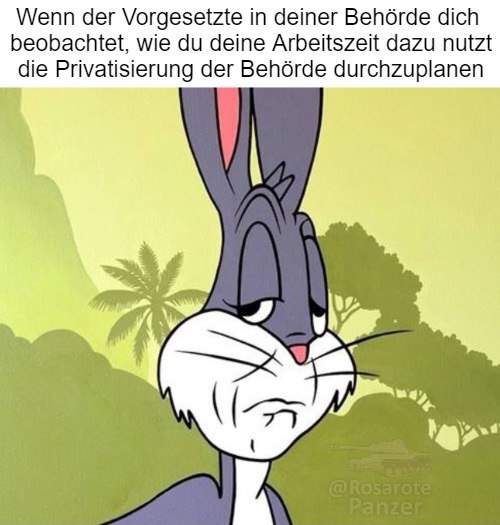 Wenn der Vorgesetzte in deiner Behörde dich
beobachtet, wie du deine Arbeitszeit dazu nutzt
die Privatisierung der Behörde durchzuplanen
@Rosarote
Panzer